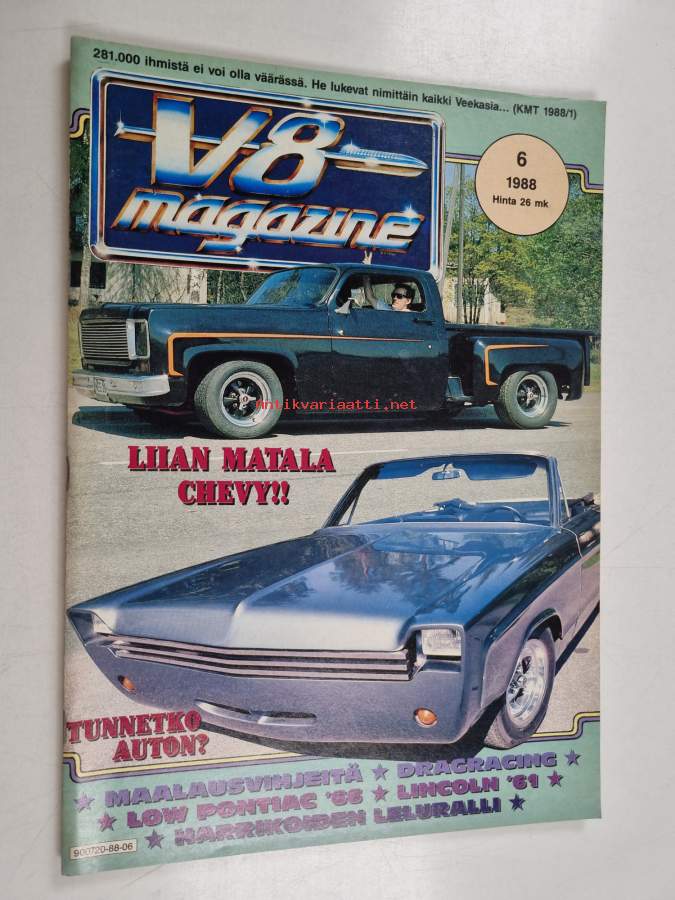 281.000 ihmistä ei voi olla väärässä. He lukevat nimittäin kaikki Veekasia... (KMT 1988/1)
V8
magazine
6
1988
Hinta 26 mk
Antikvariaatti.net
LIIAN MATALA
CHEVY!!
TUNNETKO
AUTON?
★ MAALAUSVINJEITÄ ★ DRAGRACING ★
★ LOW PONTIAC '66 ★ LINCOLN '61 ★
★ HARRIKOIDEN LELURALLI ★
900720-88-06